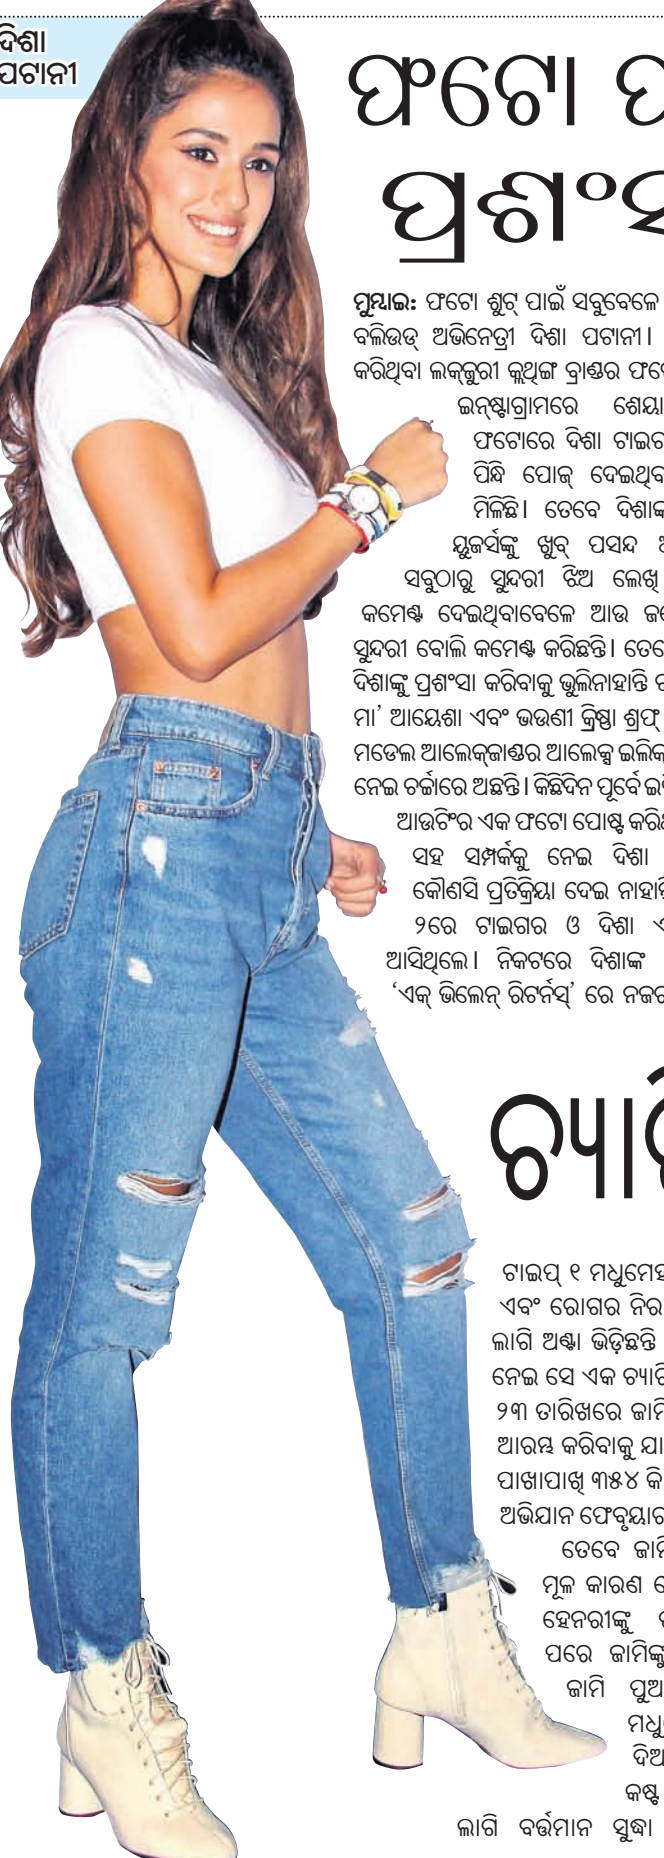 ଦିଶା
ପଟାନୀ
ଫଟୋ
ପ୍ରଶଂସ
ମୁମ୍ବାଇ: ଫଟୋ ଶୁଟ୍ ପାଇଁ ସବୁବେଳେ
ବଲିଉଡ୍ ଅଭିନେତ୍ରୀ ଦିଶା ପଟାନୀ।
କରିଥିବା ଲକ୍‌ଜୁରୀ କ୍ଲଥିଙ୍ଗ ବ୍ରାଣ୍ଡର ଫଟୋ
ଇନ୍‌ଷ୍ଟାଗ୍ରାମରେ ଶେୟା
ଫଟୋରେ ଦିଶା ଟାଇଟ
ପିନ୍ଧି ପୋଜ୍ ଦେଇଥିବ
ମିଳିଛି। ତେବେ ଦିଶାଙ୍କ
ୟୁଜର୍ସଙ୍କୁ ଖୁବ୍ ପସନ୍ଦ
ସବୁଠାରୁ ସୁନ୍ଦରୀ ଝିଅ ଲେଖି
କମେଣ୍ଟ ଦେଇଥିବାବେଳେ ଆଉ ଜଣେ
ସୁନ୍ଦରୀ ବୋଲି କମେଣ୍ଟ କରିଛନ୍ତି। ତେବେ
ଦିଶାଙ୍କୁ ପ୍ରଶଂସା କରିବାକୁ ଭୁଲିନାହାନ୍ତି
ମା' ଆୟେଶା ଏବଂ ଭଉଣୀ କ୍ରିଷ୍ଣା ଶ୍ରଫ୍
ମଡେଲ ଆଲେକ୍‌ଜାଣ୍ଡର ଆଲେକ୍ସ ଇଲିକ୍
ନେଇ ଚର୍ଚ୍ଚାରେ ଅଛନ୍ତି। କିଛିଦିନ ପୂର୍ବେ
ଆଉଟିଂର ଏକ ଫଟୋ ପୋଷ୍ଟ କରିଥ
ସହ ସମ୍ପର୍କକୁ ନେଇ ଦିଶା
କୌଣସି ପ୍ରତିକ୍ରିୟା ଦେଇ ନାହାନ୍ତି
୨ରେ ଟାଇଗର ଓ ଦିଶା ଏ
ଆସିଥିଲେ। ନିକଟରେ ଦିଶାଙ୍କ
'ଏକ୍ ଭିଲେନ୍ ରିଟର୍ନସ୍' ରେ ନଜର
ଚ୍ୟାରି
ଟାଇପ୍ ୧ ମଧୁମେହ
ଏବଂ ରୋଗର ନିର
ଲାଗି ଅଣ୍ଟା ଭିଡ଼ିଛନ୍ତି
ନେଇ ସେ ଏକ ଚ୍ୟାରି
୨୩ ତାରିଖରେ ଜାମି
ଆରମ୍ଭ କରିବାକୁ ଯା
ପାଖାପାଖି ୩୫୪ କି
ଅଭିଯାନ ଫେବୃୟାର
ତେବେ ଜାମି
ମୂଳ କାରଣ
ହେନରୀଙ୍କୁ
ପରେ ଜାମିଙ୍କୁ
ଜାମି ପୁଅ
ମଧୁମେ
ଦିଆ
କଷ୍ଟ
ଲାଗି ବର୍ତ୍ତମାନ ସୁଦ୍ଧା